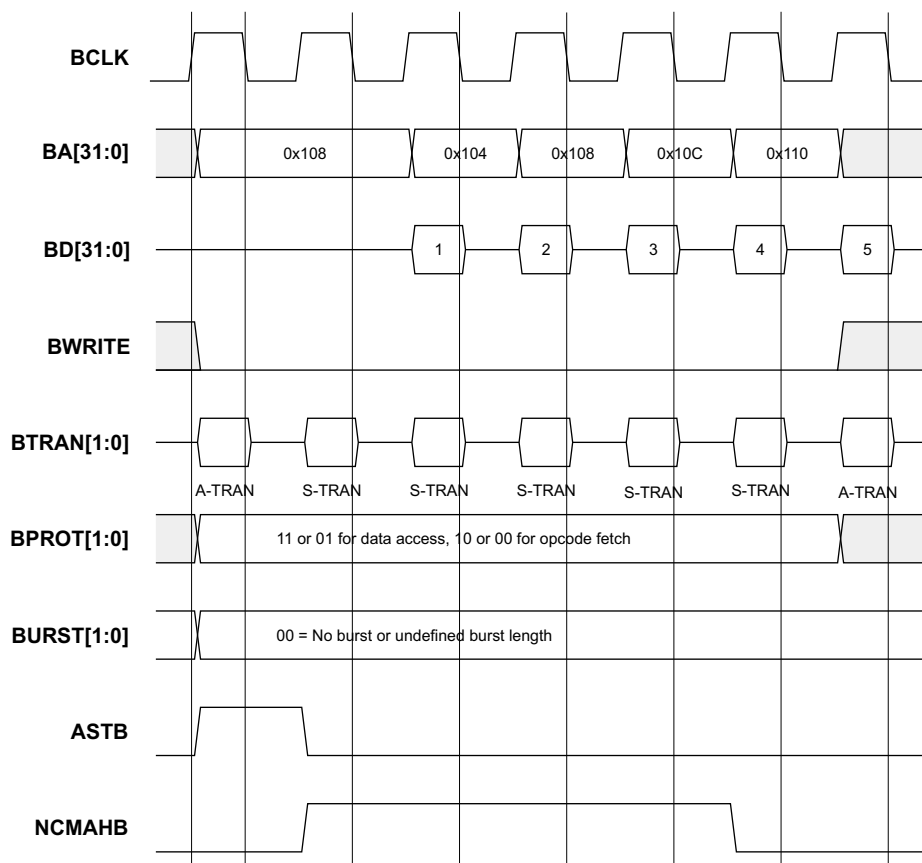 BCLK
BA[31:0] 0x108 0x104 0x108 0x10C 0x110
BD[31:0] 1 2 3 4 5
BWRITE
BTRAN[1:0]
A-TRAN S-TRAN S-TRAN S-TRAN S-TRAN S-TRAN A-TRAN
BPROT[1:0] 11 or 01 for data access, 10 or 00 for opcode fetch
BURST[1:0] 00 = No burst or undefined burst length
ASTB
NCMAHB